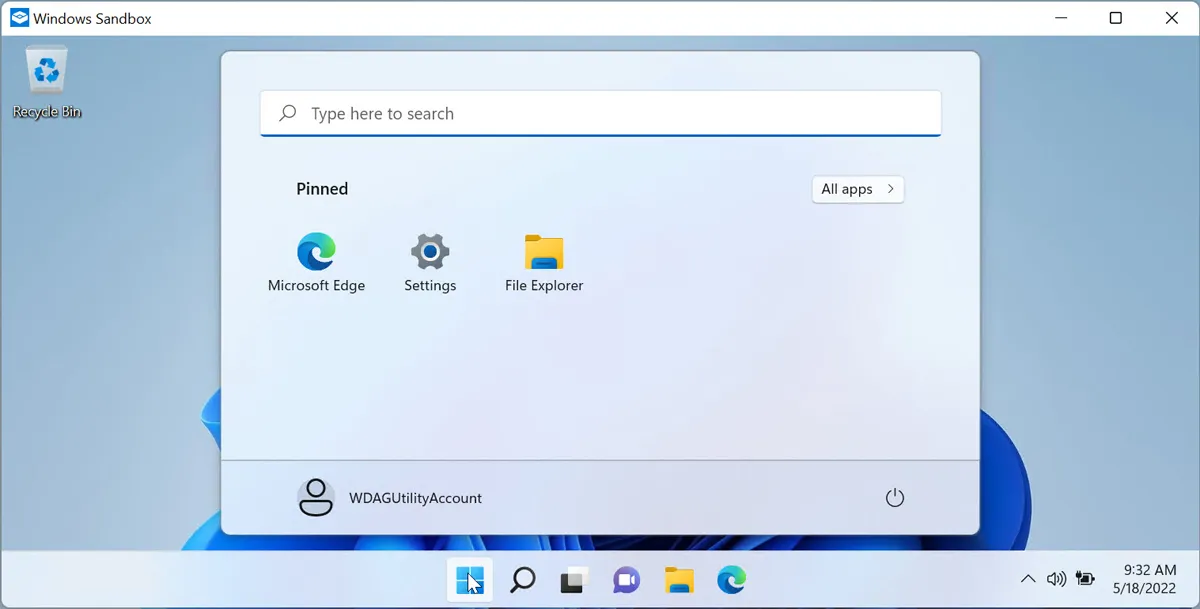 Windows Sandbox
Recycle Bin
Type here to search
Pinned
All apps
Microsoft Edge
Settings
File Explorer
WDAGUtilityAccount
9:32 AM
5/18/2022